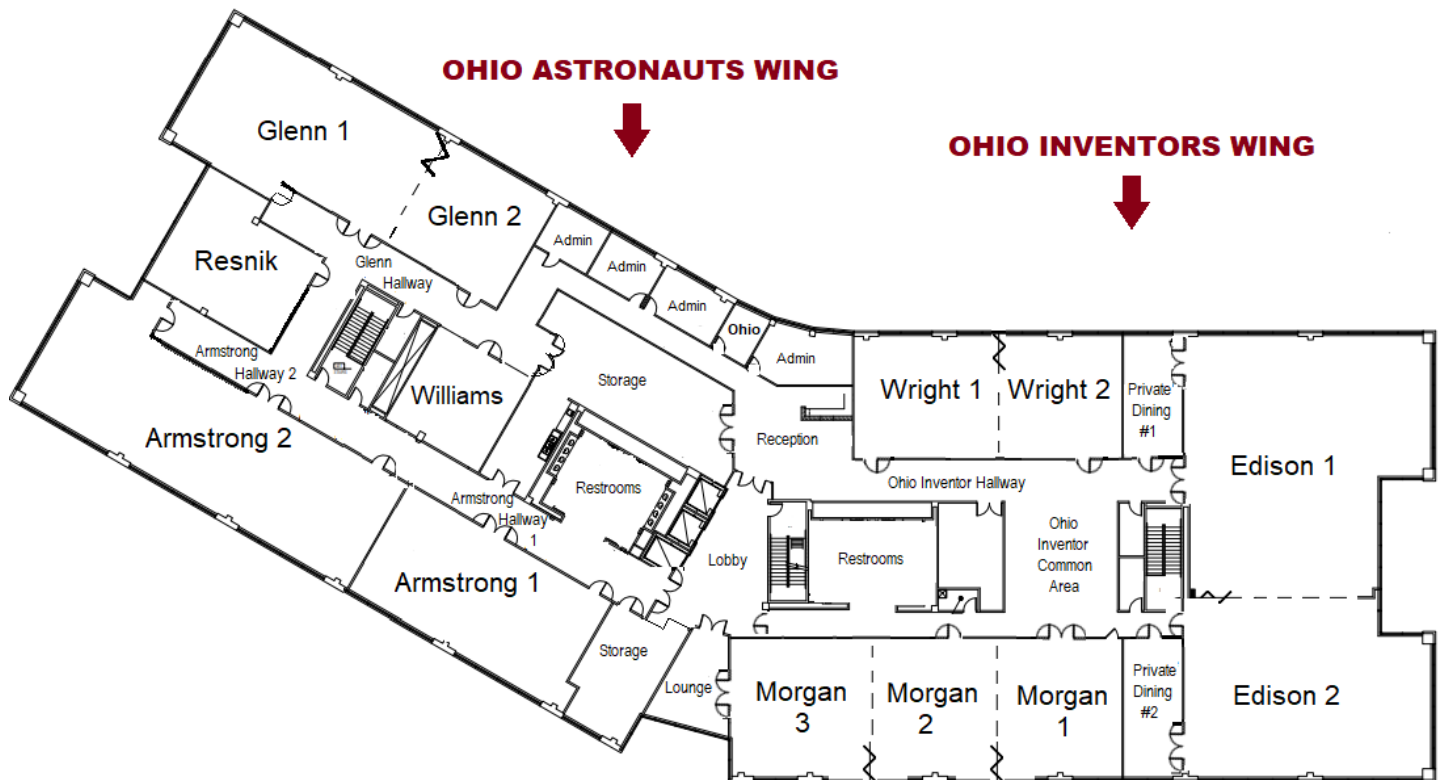 OHIO ASTRONAUTS WING
OHIO INVENTORS WING
Glenn 1
Glenn 2
Resnik
Glenn
Hallway
Admin
Admin
Admin
Ohio
Admin
Armstrong
Hallway 2
Williams
Storage
Armstrong 2
Reception
Wright 1
Wright 2
Private
Dining
#1
Edison 1
Ohio Inventor Hallway
Restrooms
Armstrong
Hallway
1
Armstrong 1
Lobby
Restrooms
Ohio
Inventor
Common
Area
Storage
Lounge
Morgan
3
Morgan
2
Morgan
1
Private
Dining
#2
Edison 2